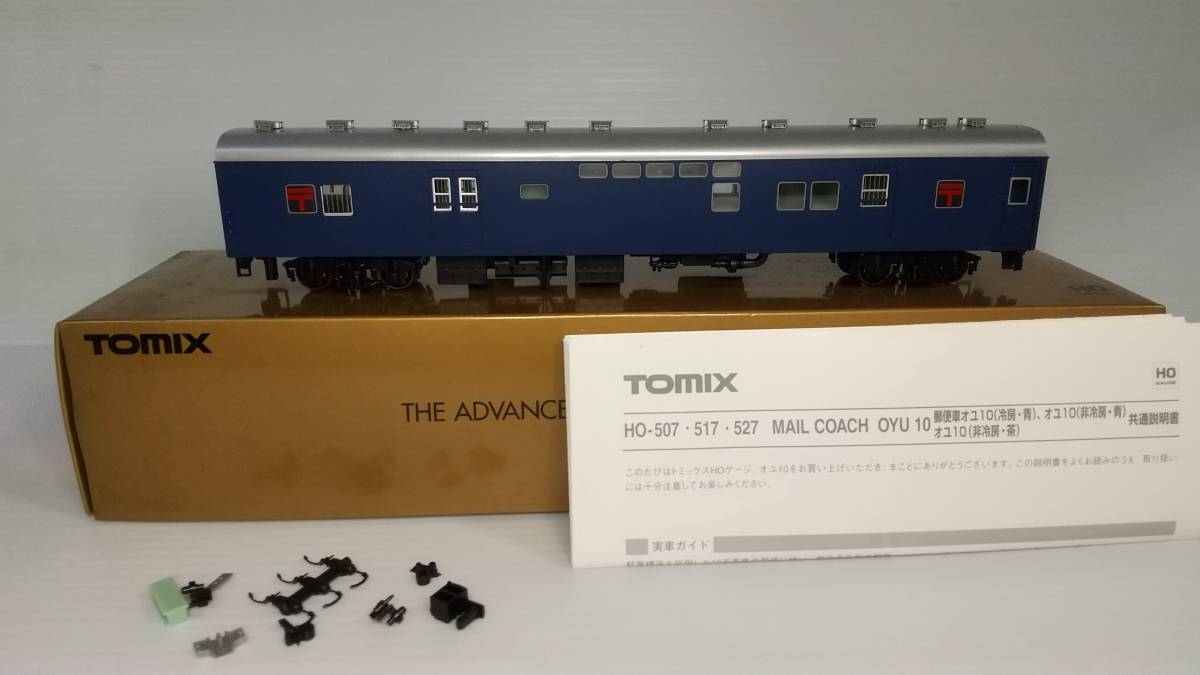 TOMIX
HO
THE ADVANCE
TOMIX
HO
GAUGE
HO-507・517・527 MAIL COACH OYU 10 郵便車オユ10(冷房・青)、オユ10(非冷房・青)
オユ10(非冷房・茶) 共通説明書
このたびはトミックスHOゲージ、オユ10をお買い上げいただき、まことにありがとうございます。この説明書をよくお読みのうえ、取り扱い
には十分注意してお楽しみください。
実車ガイド